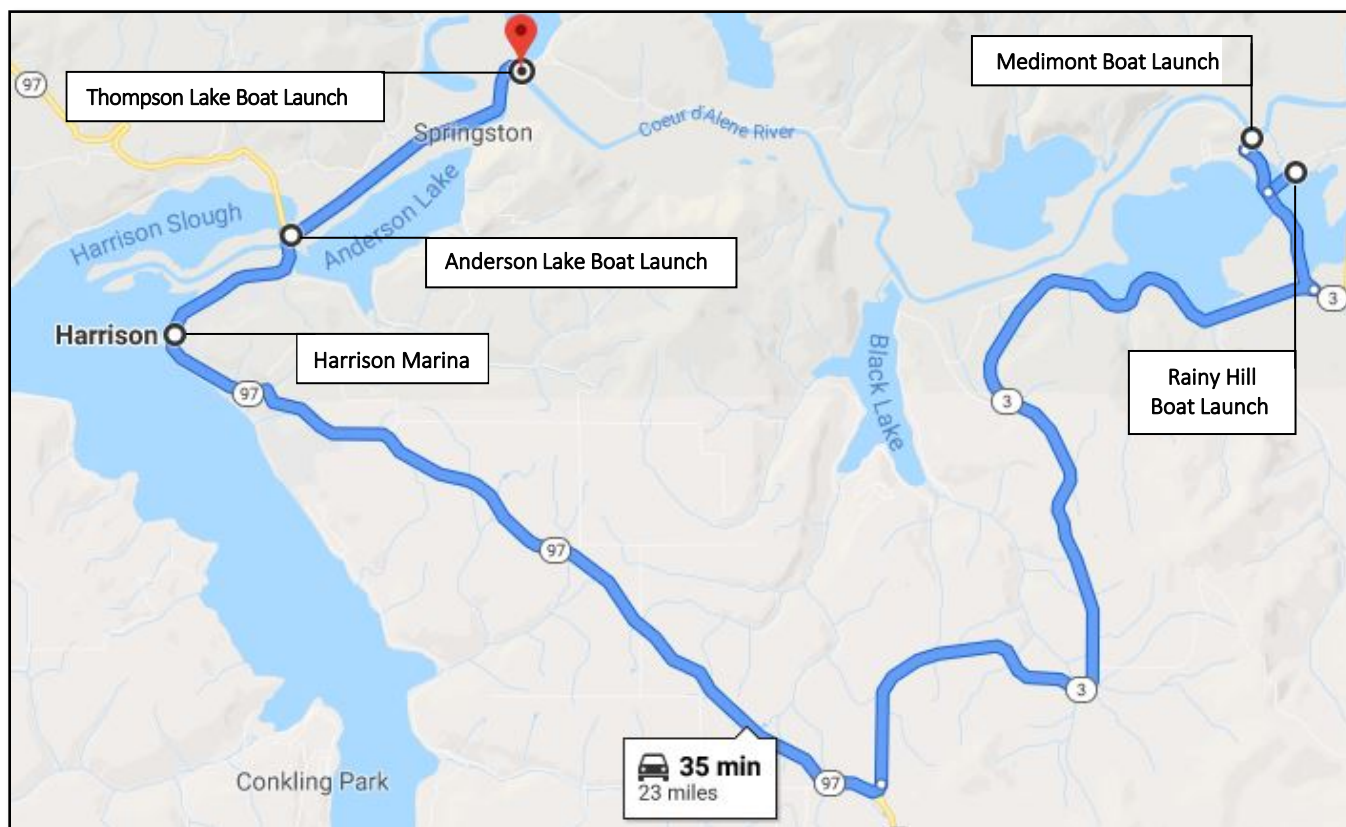 97
Thompson Lake Boat Launch
Medimont Boat Launch
Springston
Coeur d'Alene River
Harrison Slough
Anderson Lake
Anderson Lake Boat Launch
3
Harrison
Harrison Marina
Black Lake
Rainy Hill
Boat Launch
97
3
97
3
35 min
23 miles
97
Conkling Park